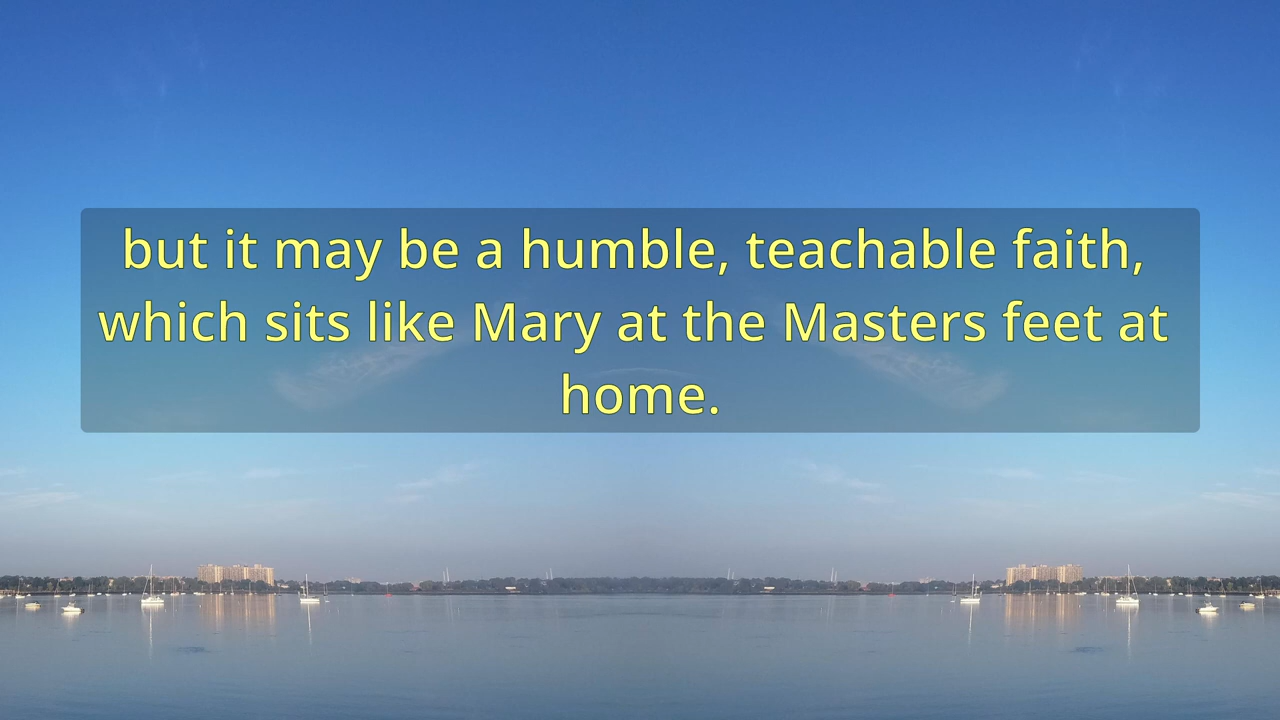 but it may be a humble, teachable faith,
which sits like Mary at the Masters feet at
home.